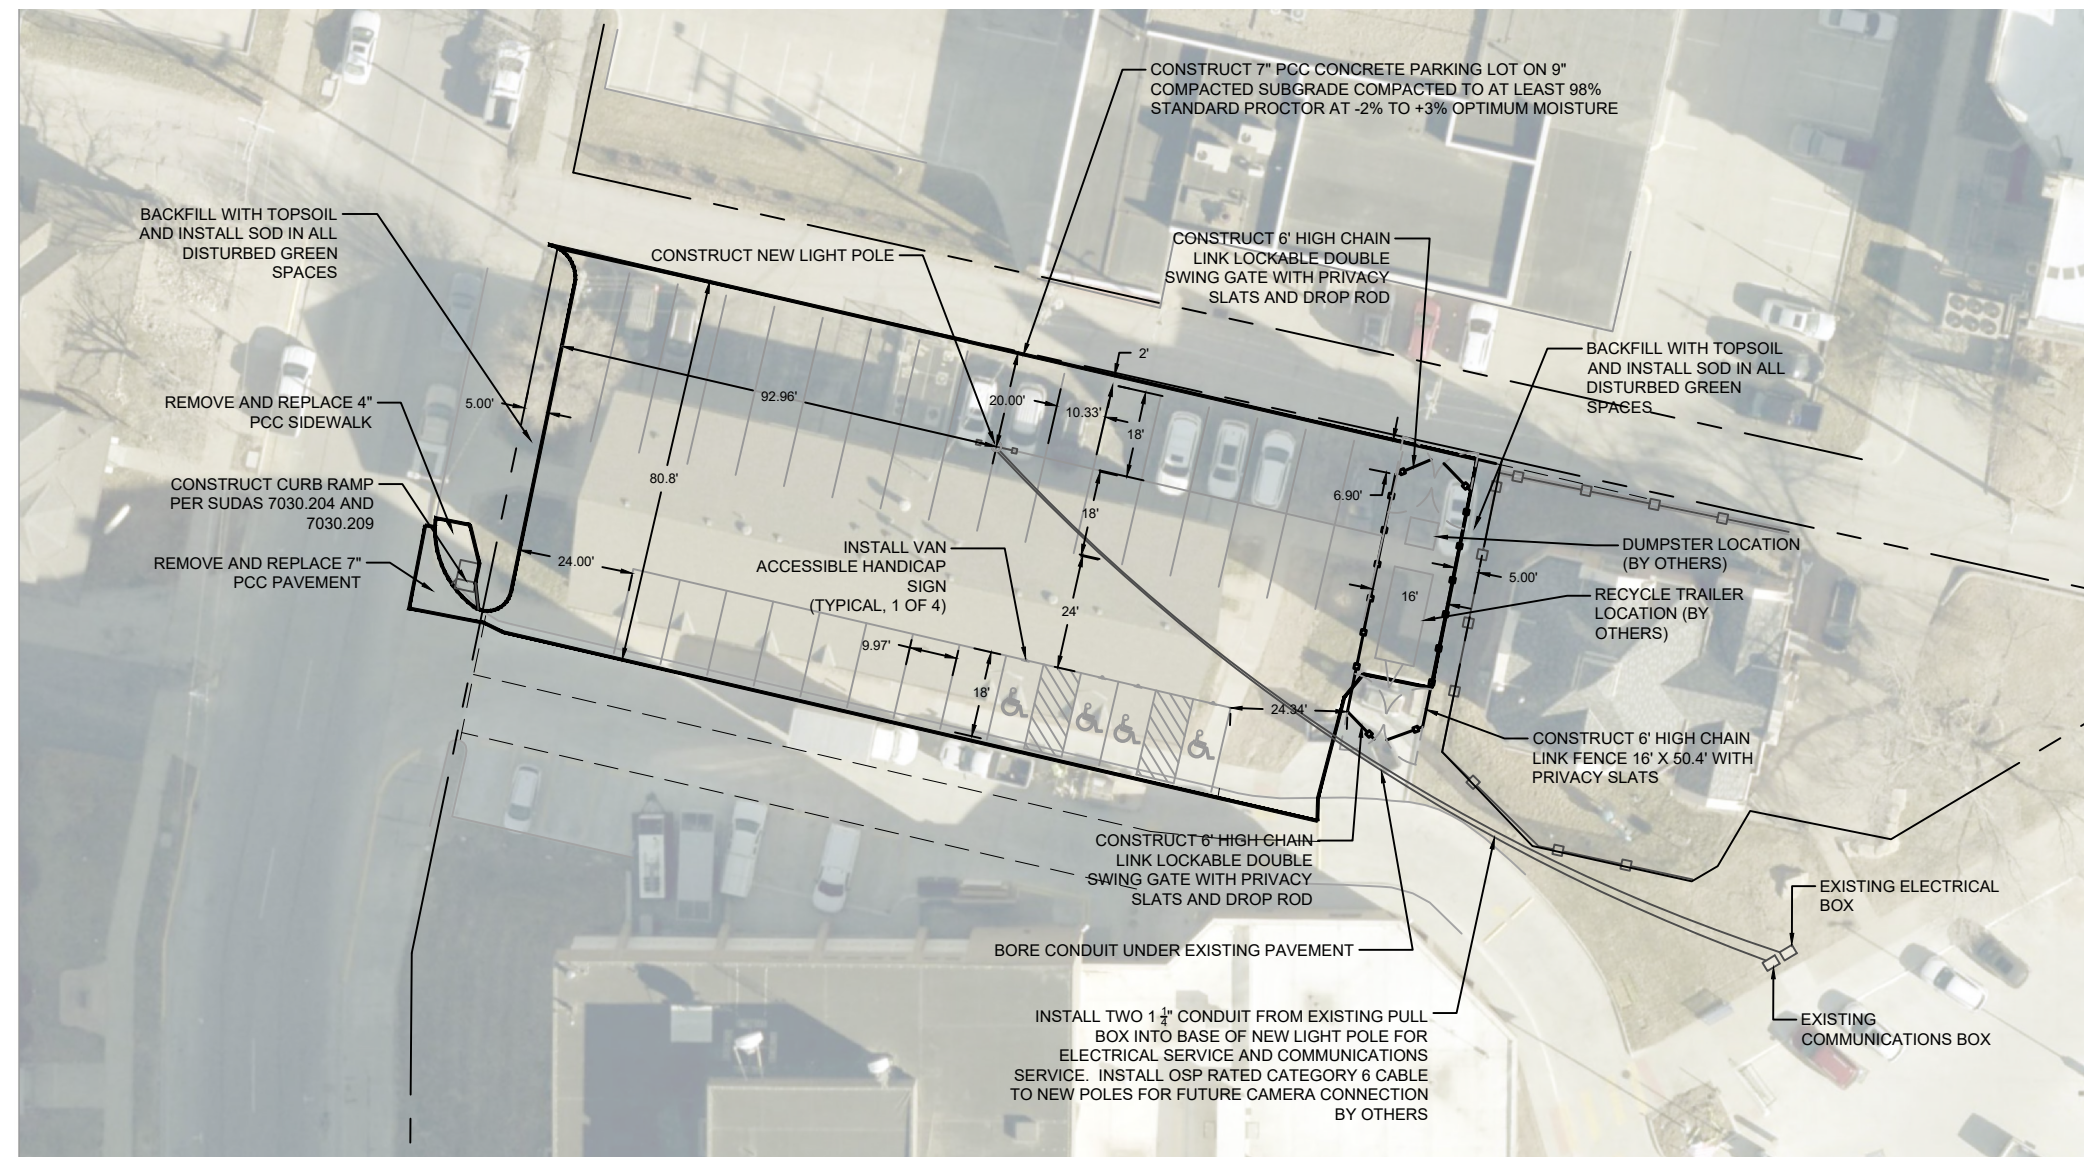 CONSTRUCT 7" PCC CONCRETE PARKING LOT ON 9"
COMPACTED SUBGRADE COMPACTED TO AT LEAST 98%
STANDARD PROCTOR AT -2% TO +3% OPTIMUM MOISTURE
BACKFILL WITH TOPSOIL
AND INSTALL SOD IN ALL
DISTURBED GREEN
SPACES
CONSTRUCT NEW LIGHT POLE
CONSTRUCT 6' HIGH CHAIN
LINK LOCKABLE DOUBLE
SWING GATE WITH PRIVACY
SLATS AND DROP ROD
BACKFILL WITH TOPSOIL
AND INSTALL SOD IN ALL
DISTURBED GREEN
SPACES
2'
REMOVE AND REPLACE 4"
PCC SIDEWALK
5.00'
92.96'
20.00'
10.33'
18'
CONSTRUCT CURB RAMP
PER SUDAS 7030.204 AND
7030.209
80.8'
6.90'
18'
REMOVE AND REPLACE 7"
PCC PAVEMENT
24.00'
INSTALL VAN
ACCESSIBLE HANDICAP
SIGN
(TYPICAL, 1 OF 4)
24'
16'
5.00'
DUMPSTER LOCATION
(BY OTHERS)
RECYCLE TRAILER
LOCATION (BY
OTHERS)
9.97'
18'
24.34'
CONSTRUCT 6' HIGH CHAIN
LINK FENCE 16' X 50.4' WITH
PRIVACY SLATS
CONSTRUCT 6' HIGH CHAIN
LINK LOCKABLE DOUBLE
SWING GATE WITH PRIVACY
SLATS AND DROP ROD
EXISTING ELECTRICAL
BOX
BORE CONDUIT UNDER EXISTING PAVEMENT
INSTALL TWO 1 1/4" CONDUIT FROM EXISTING PULL
BOX INTO BASE OF NEW LIGHT POLE FOR
ELECTRICAL SERVICE AND COMMUNICATIONS
SERVICE. INSTALL OSP RATED CATEGORY 6 CABLE
TO NEW POLES FOR FUTURE CAMERA CONNECTION
BY OTHERS
EXISTING
COMMUNICATIONS BOX